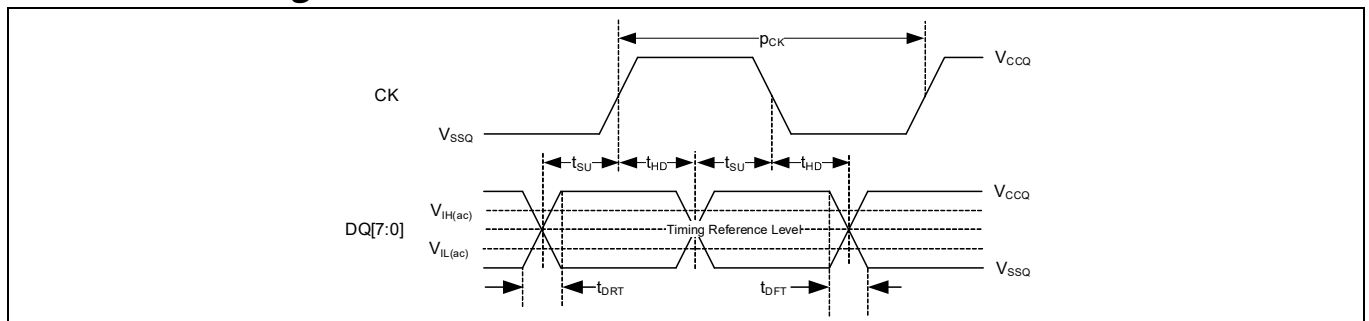 pCK
VCCQ
CK
VSSQ
tSU tHD tSU tHD
VCCQ
VIH(ac)
DQ[7:0] Timing Reference Level
VIL(ac)
VSSQ
tDRT tDFT